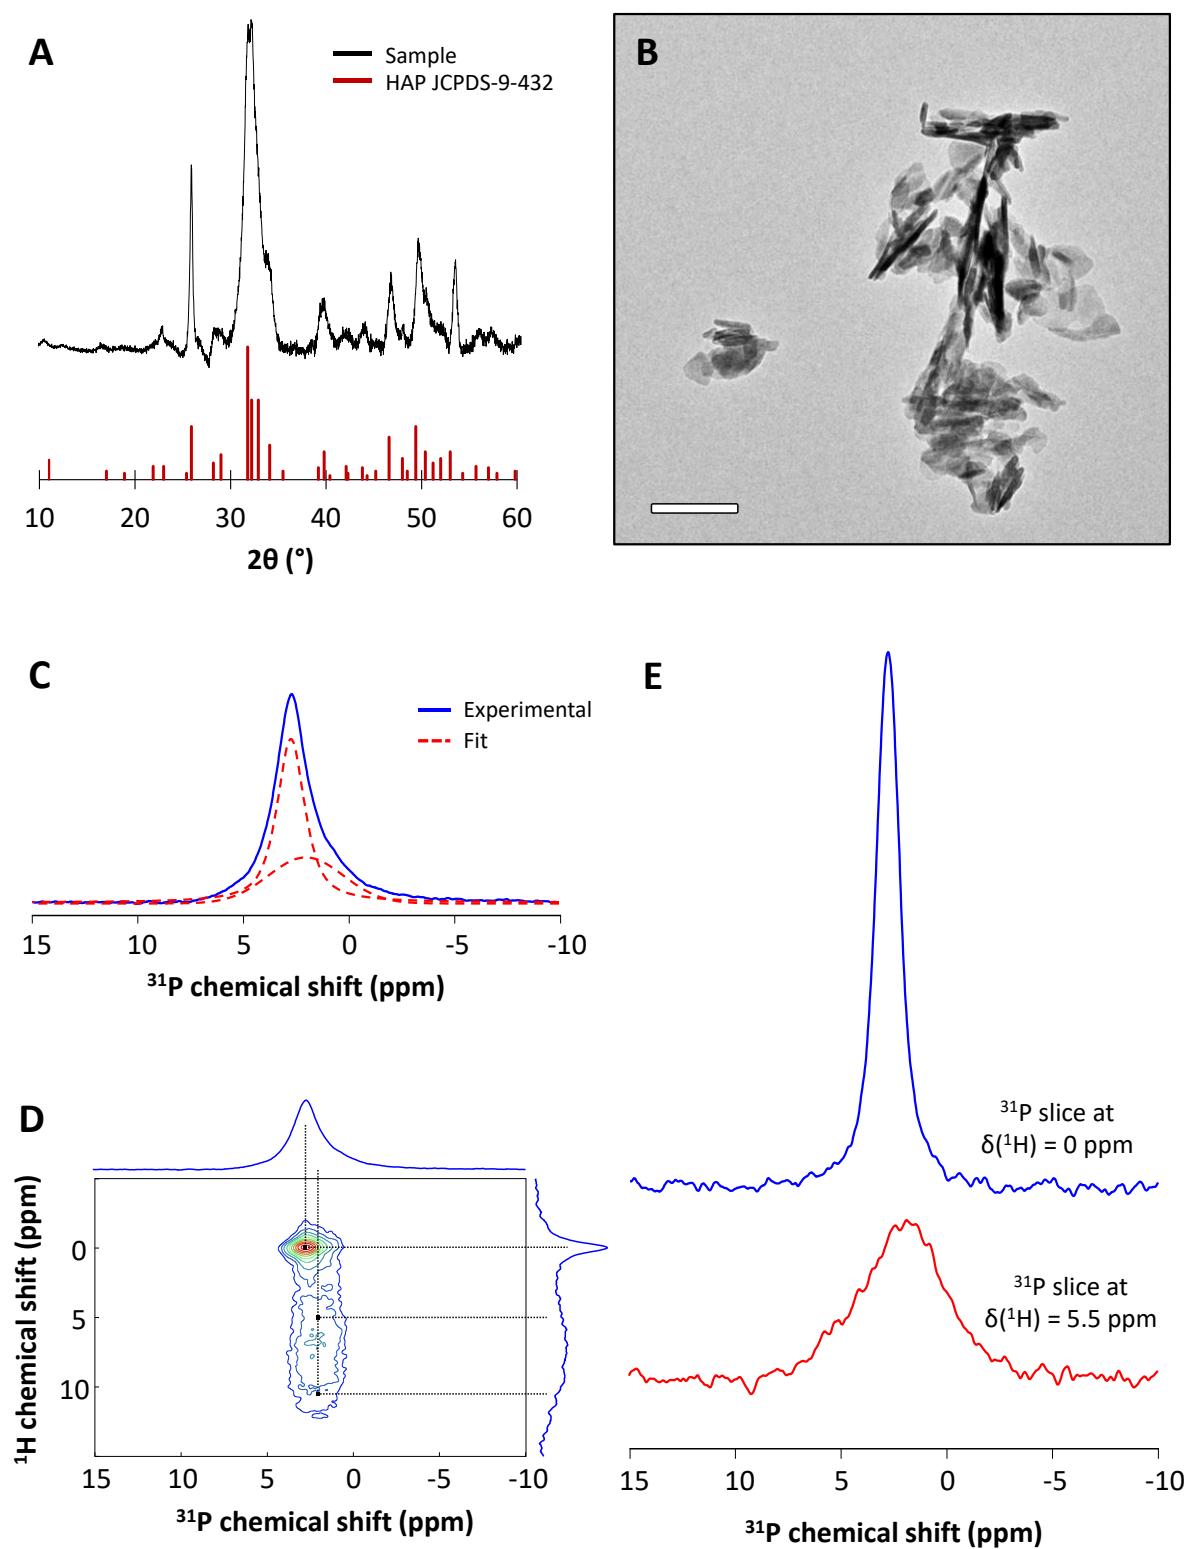 A
Sample
HAP JCPDS-9-432
10 20 30 40 50 60
2θ (°)
B
C
Experimental
Fit
15 10 5 0 -5 -10
³¹P chemical shift (ppm)
D
¹H chemical shift (ppm)
0
5
10
15 10 5 0 -5 -10
³¹P chemical shift (ppm)
E
³¹P slice at
δ(¹H) = 0 ppm
³¹P slice at
δ(¹H) = 5.5 ppm
15 10 5 0 -5 -10
³¹P chemical shift (ppm)